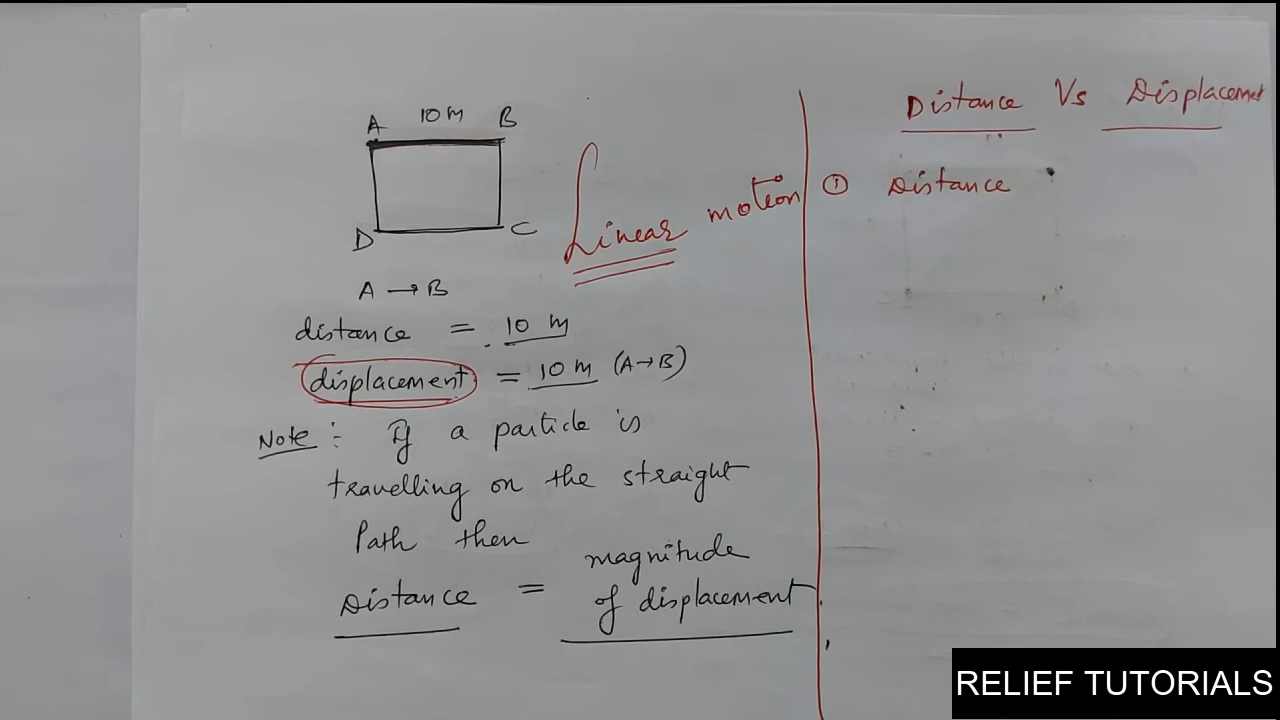 A 10 M B
D C
Linear motion
A → B
distance = 10 m
displacement = 10 m (A→B)
Note :- If a particle is
travelling on the straight
Path then
Distance = magnitude
of displacement
Distance Vs Displacement
① Distance
RELIEF TUTORIALS